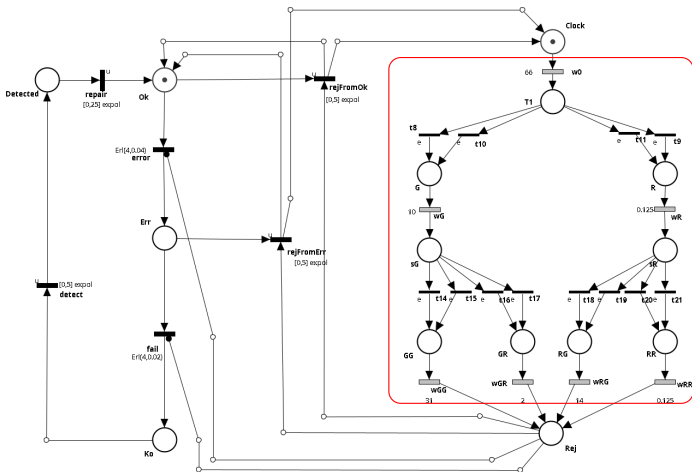 Clock
66
w0
u
u
Detected
repair
Ok
rejFromOk
[0,25] expol
[0,5] expol
T1
t8
t10
t11
t9
e
e
e
e
Erl(4,0.04)
error
G
R
10
wG
0.125
wR
Err
u
rejFromErr
[0,5] expol
sG
sR
u
[0,5] expol
detect
e
t14
t15
e
t16
t17
e
t18
t19
t20
t21
e
fail
Erl(4,0.02)
GG
GR
RG
RR
wGG
wGR
wRG
wRR
31
2
14
0.125
Ko
Rej